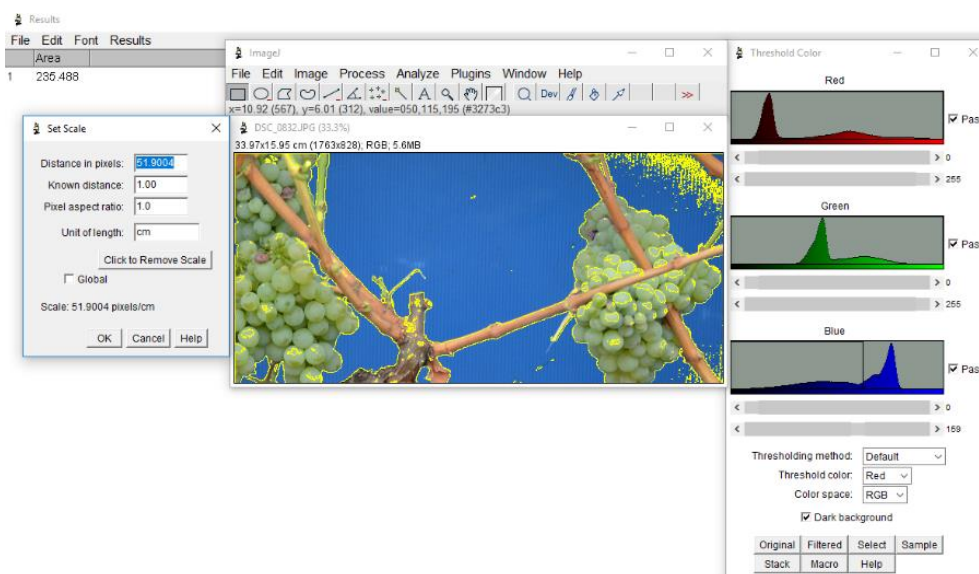 Results
File Edit Font Results
Area
1 235.488
Set Scale
Distance in pixels: 51.9004
Known distance: 1.00
Pixel aspect ratio: 1.0
Unit of length: cm
Click to Remove Scale
Global
Scale: 51.9004 pixels/cm
OK Cancel Help
ImageJ
File Edit Image Process Analyze Plugins Window Help
A Dev >>
x=10.92 (567), y=6.01 (312), value=050,115,195 (#3273c3)
DSC_0832.JPG (33.3%)
33.97x15.95 cm (1763x828); RGB; 5.6MB
Threshold Color
Red
Pas
0
255
Green
Pas
0
255
Blue
Pas
0
159
Thresholding method: Default
Threshold color: Red
Color space: RGB
Dark background
Original Filtered Select Sample
Stack Macro Help